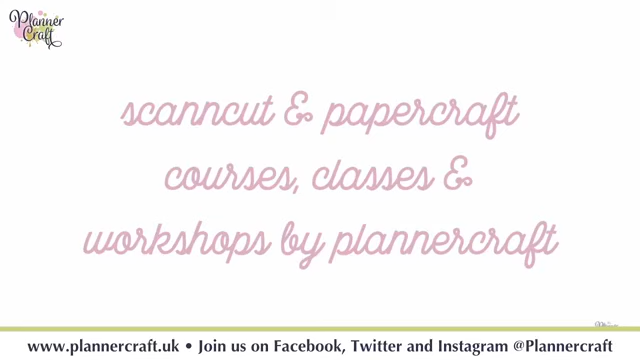 Planner
Craft
scanncut & papercraft
courses, classes &
workshops by plannercraft
www.plannercraft.uk • Join us on Facebook, Twitter and Instagram @Plannercraft